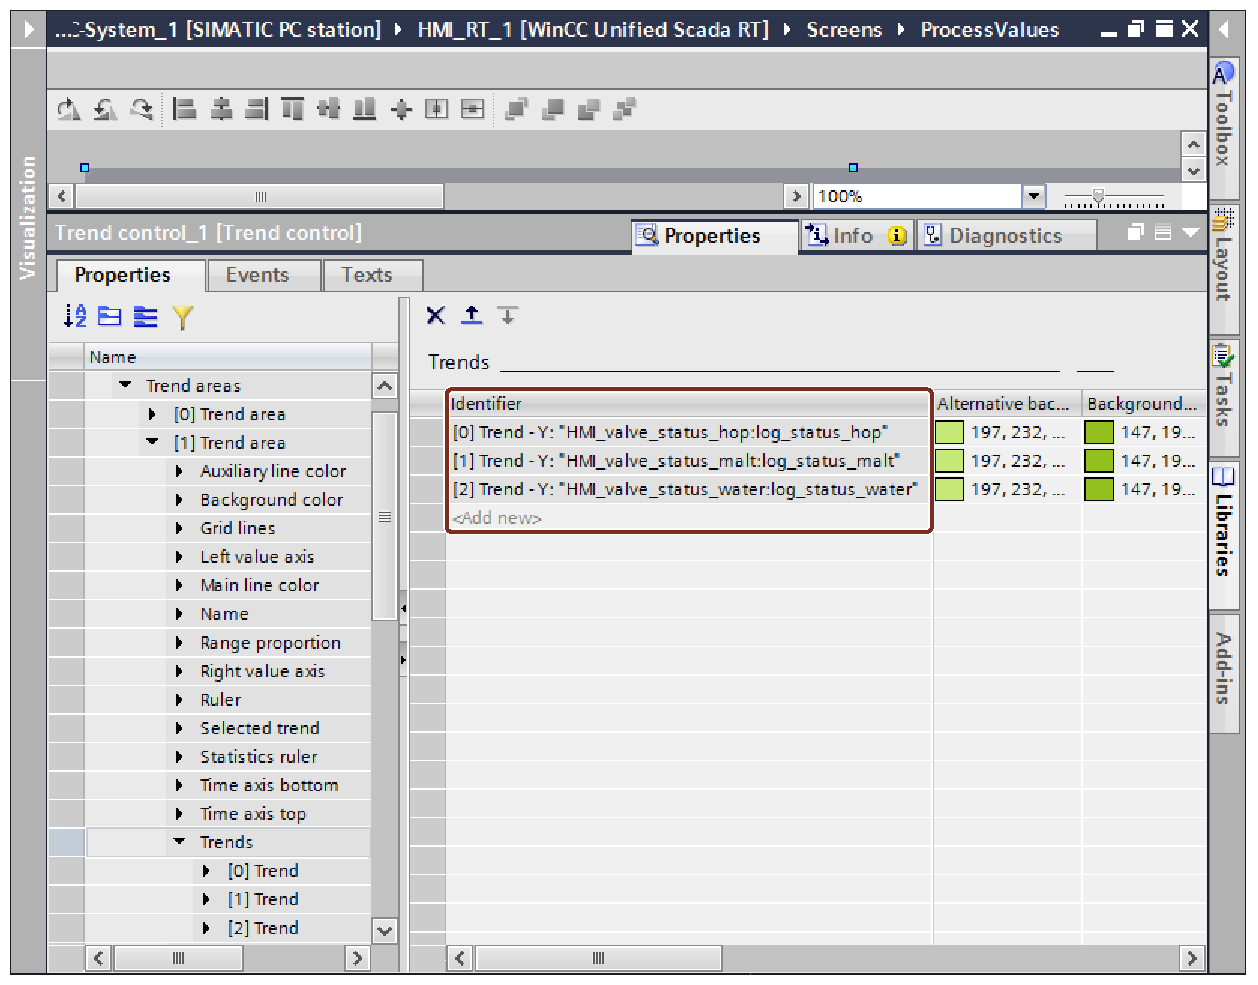 ...C-System_1 [SIMATIC PC station] HMI_RT_1 [WinCC Unified Scada RT] Screens ProcessValues
Visualization
100%
Trend control_1 [Trend control]
Properties Info Diagnostics
Properties Events Texts
Name
Trend areas
[0] Trend area
[1] Trend area
Auxiliary line color
Background color
Grid lines
Left value axis
Main line color
Name
Range proportion
Right value axis
Ruler
Selected trend
Statistics ruler
Time axis bottom
Time axis top
Trends
[0] Trend
[1] Trend
[2] Trend
Trends
Identifier Alternative bac... Background...
[0] Trend - Y: "HMI_valve_status_hop:log_status_hop" 197, 232, ... 147, 19...
[1] Trend - Y: "HMI_valve_status_malt:log_status_malt" 197, 232, ... 147, 19...
[2] Trend - Y: "HMI_valve_status_water:log_status_water" 197, 232, ... 147, 19...
<Add new>
Toolbox
Layout
Tasks
Libraries
Add-ins